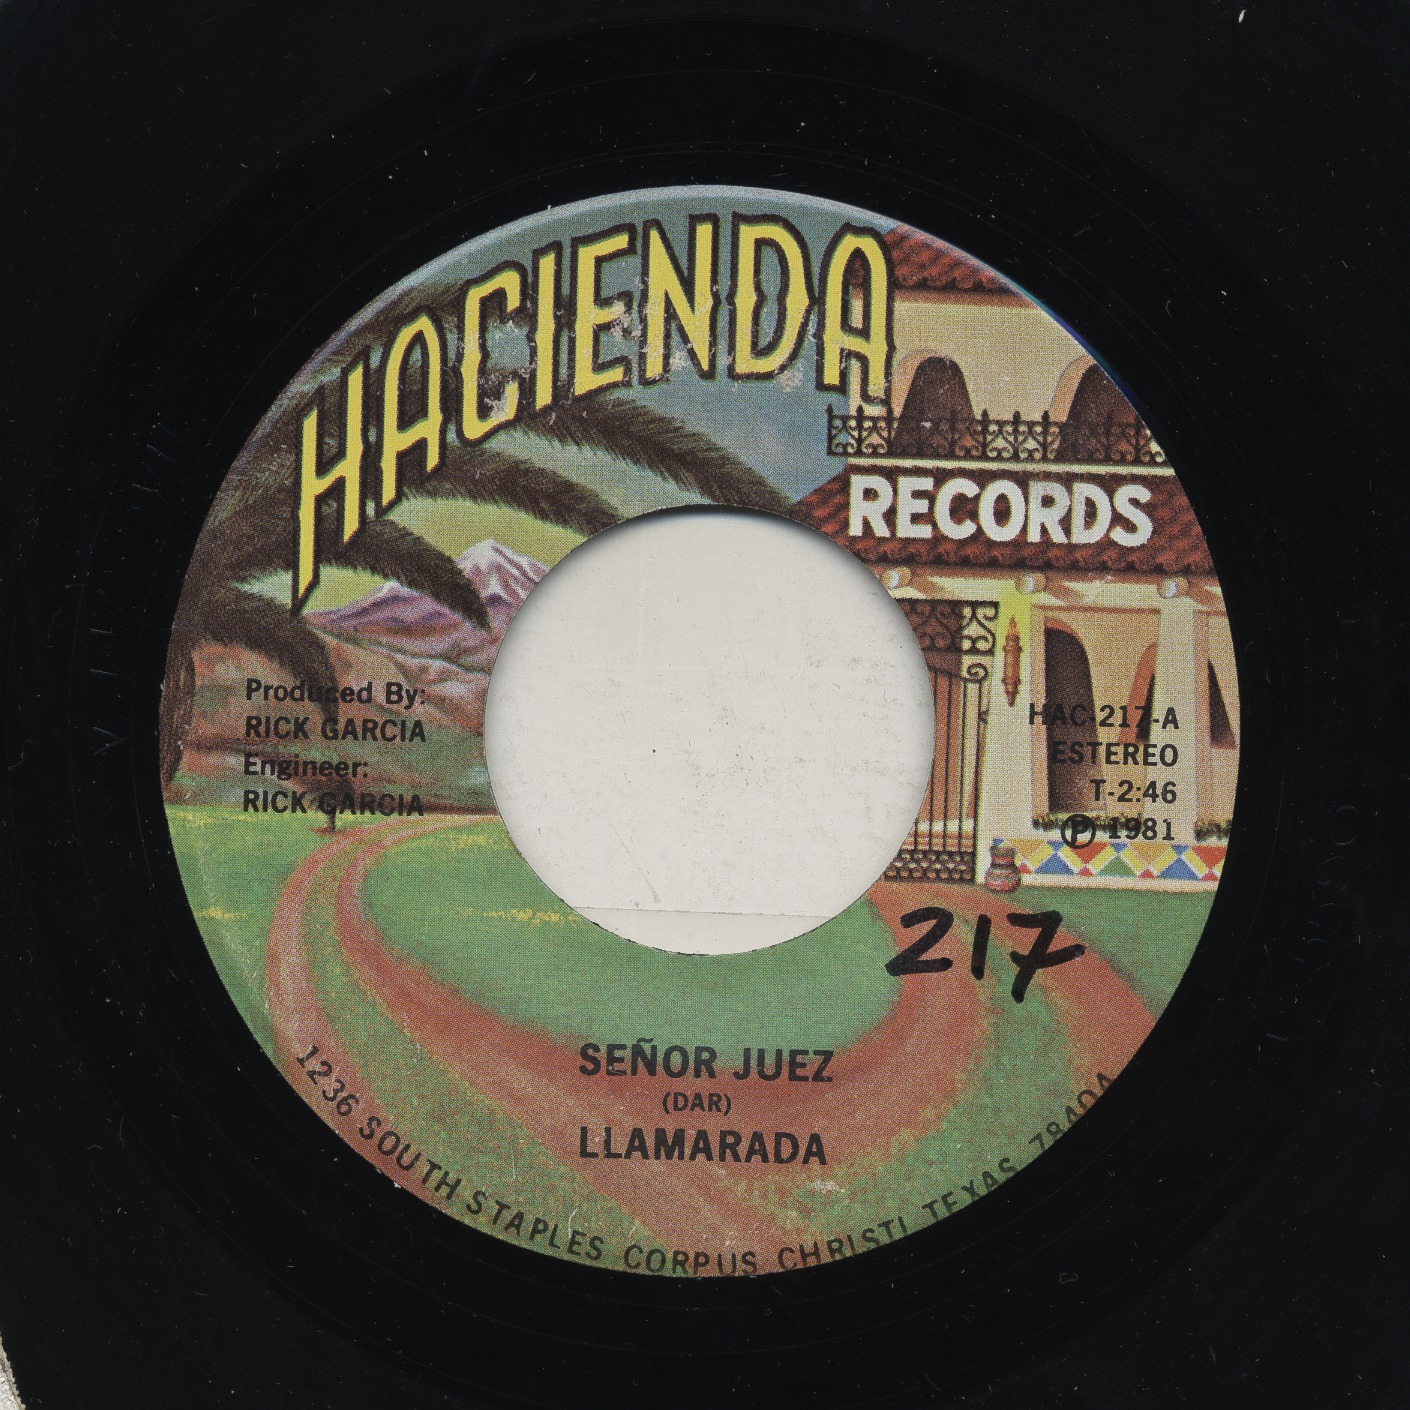 HACIENDA
RECORDS
Produced By:
RICK GARCIA
Engineer:
RICK GARCIA
HAC-217-A
ESTEREO
T-2:46
Ⓟ 1981
217
SEÑOR JUEZ
(DAR)
LLAMARADA
1236 SOUTH STAPLES CORPUS CHRISTI, TEXAS 78404